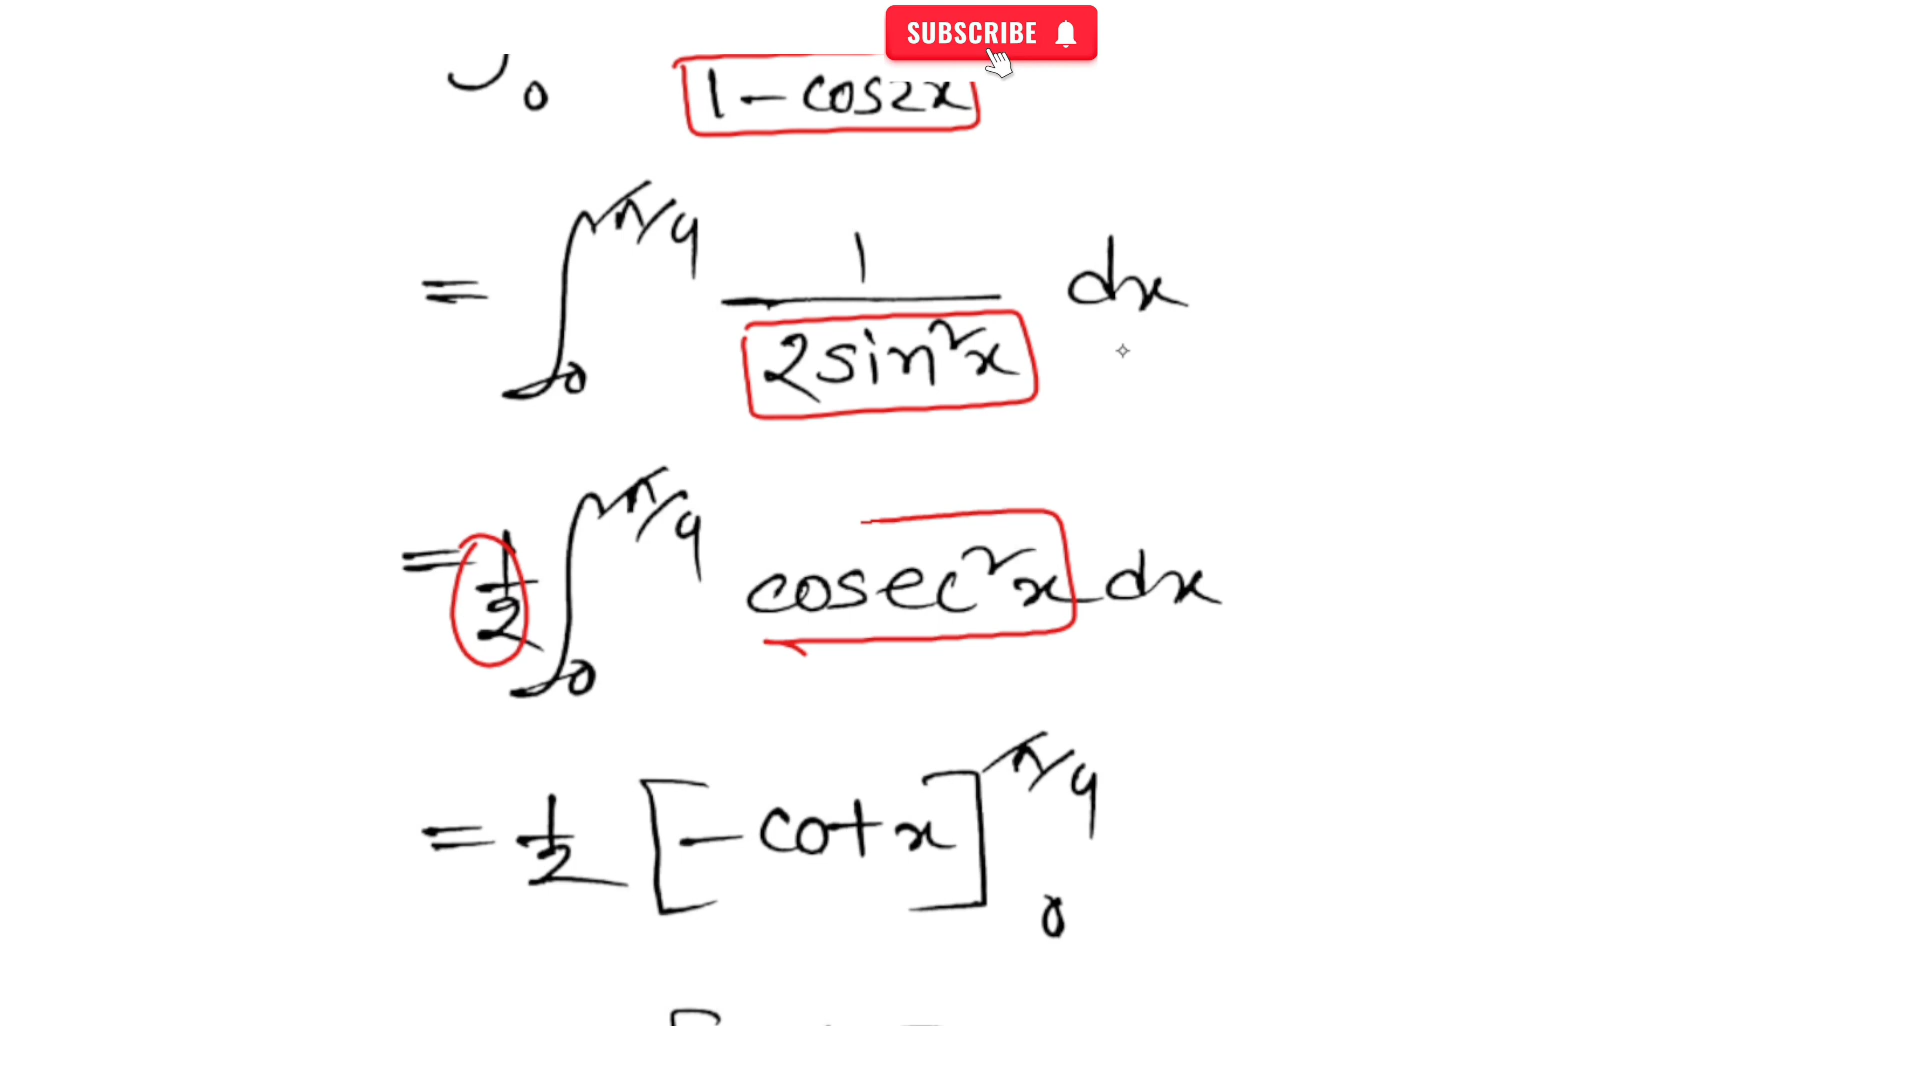 SUBSCRIBE
0 1 - cos2x
= ∫₀^π/4 1/(2sin²x) dx
= 1/2 ∫₀^π/4 cosec²x dx
= 1/2 [- cot x]₀^π/4